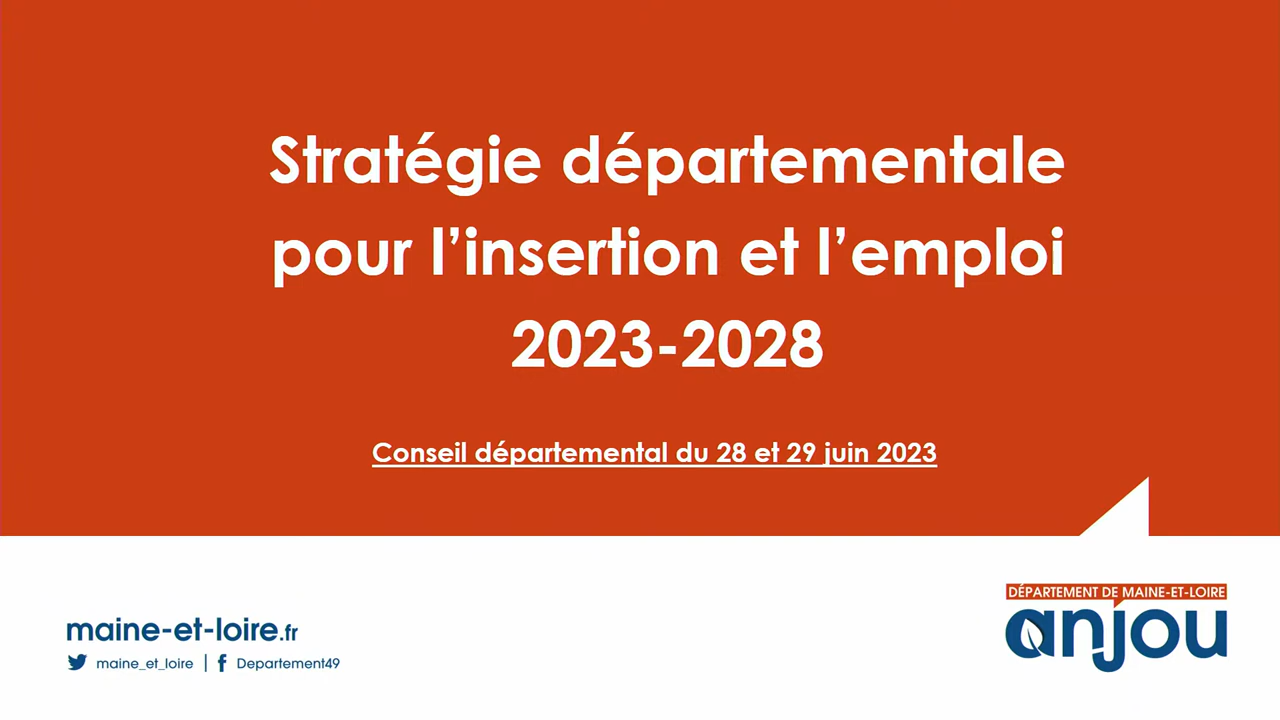 Stratégie départementale
pour l’insertion et l’emploi
2023-2028
Conseil départemental du 28 et 29 juin 2023
maine-et-loire.fr
maine_et_loire | Departement49
DÉPARTEMENT DE MAINE-ET-LOIRE
anjou